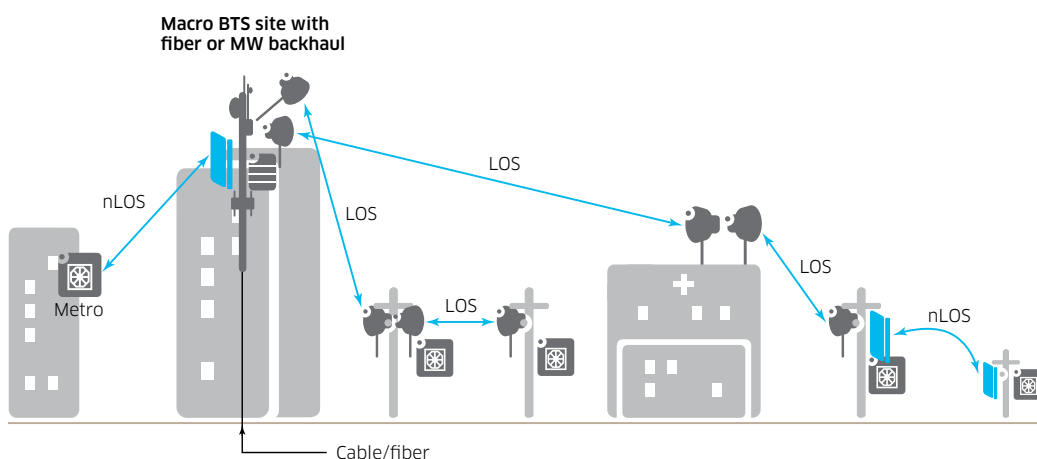 Macro BTS site with
fiber or MW backhaul
LOS
nLOS
LOS
LOS
LOS
nLOS
Metro
Cable/fiber